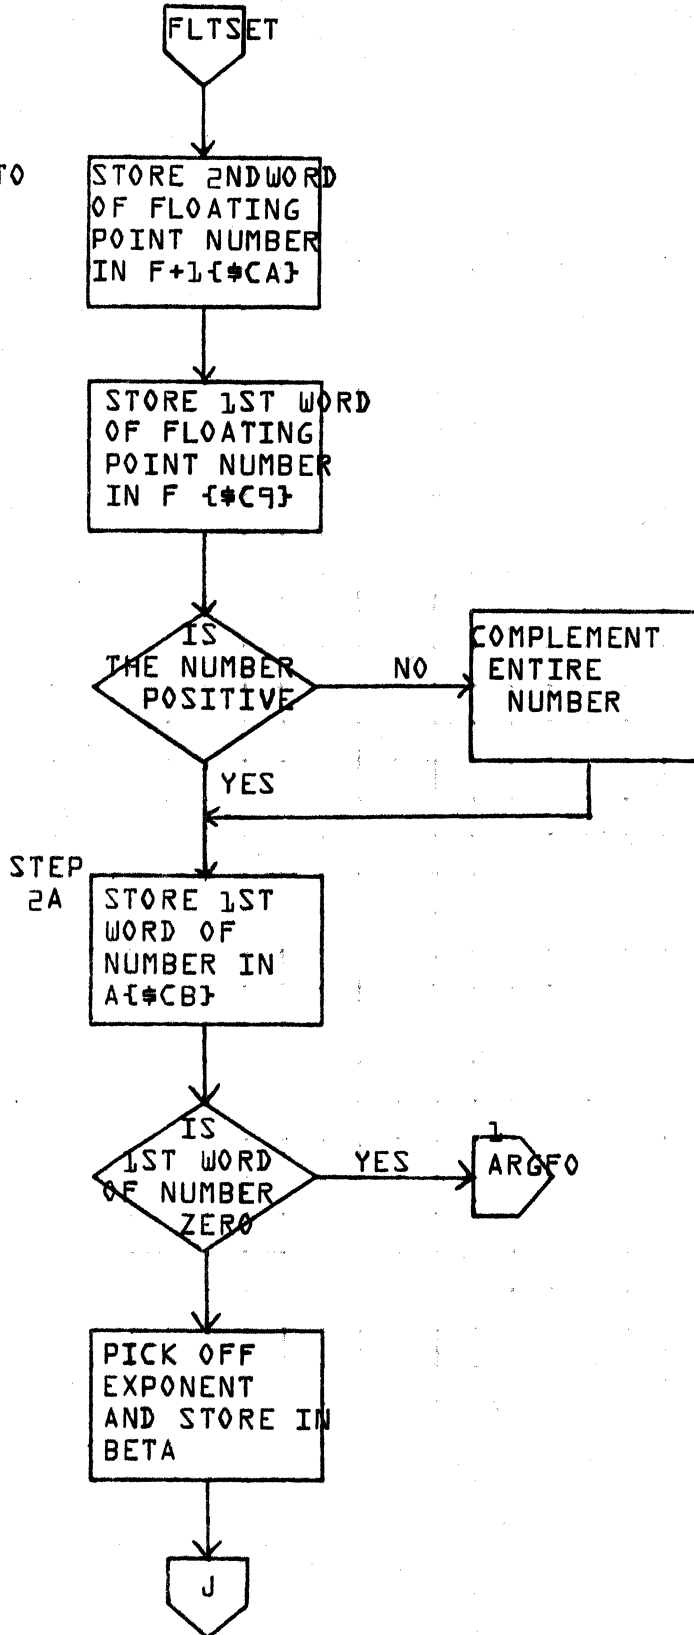 FLTSET
TO
STORE 2NDWORD
OF FLOATING
POINT NUMBER
IN F+1{$CA}
STORE 1ST WORD
OF FLOATING
POINT NUMBER
IN F {$C9}
IS
THE NUMBER
POSITIVE
NO
COMPLEMENT
ENTIRE
NUMBER
YES
STEP
2A
STORE 1ST
WORD OF
NUMBER IN
A{$CB}
IS
1ST WORD
OF NUMBER
ZERO
YES
1
ARGFO
PICK OFF
EXPONENT
AND STORE IN
BETA
J